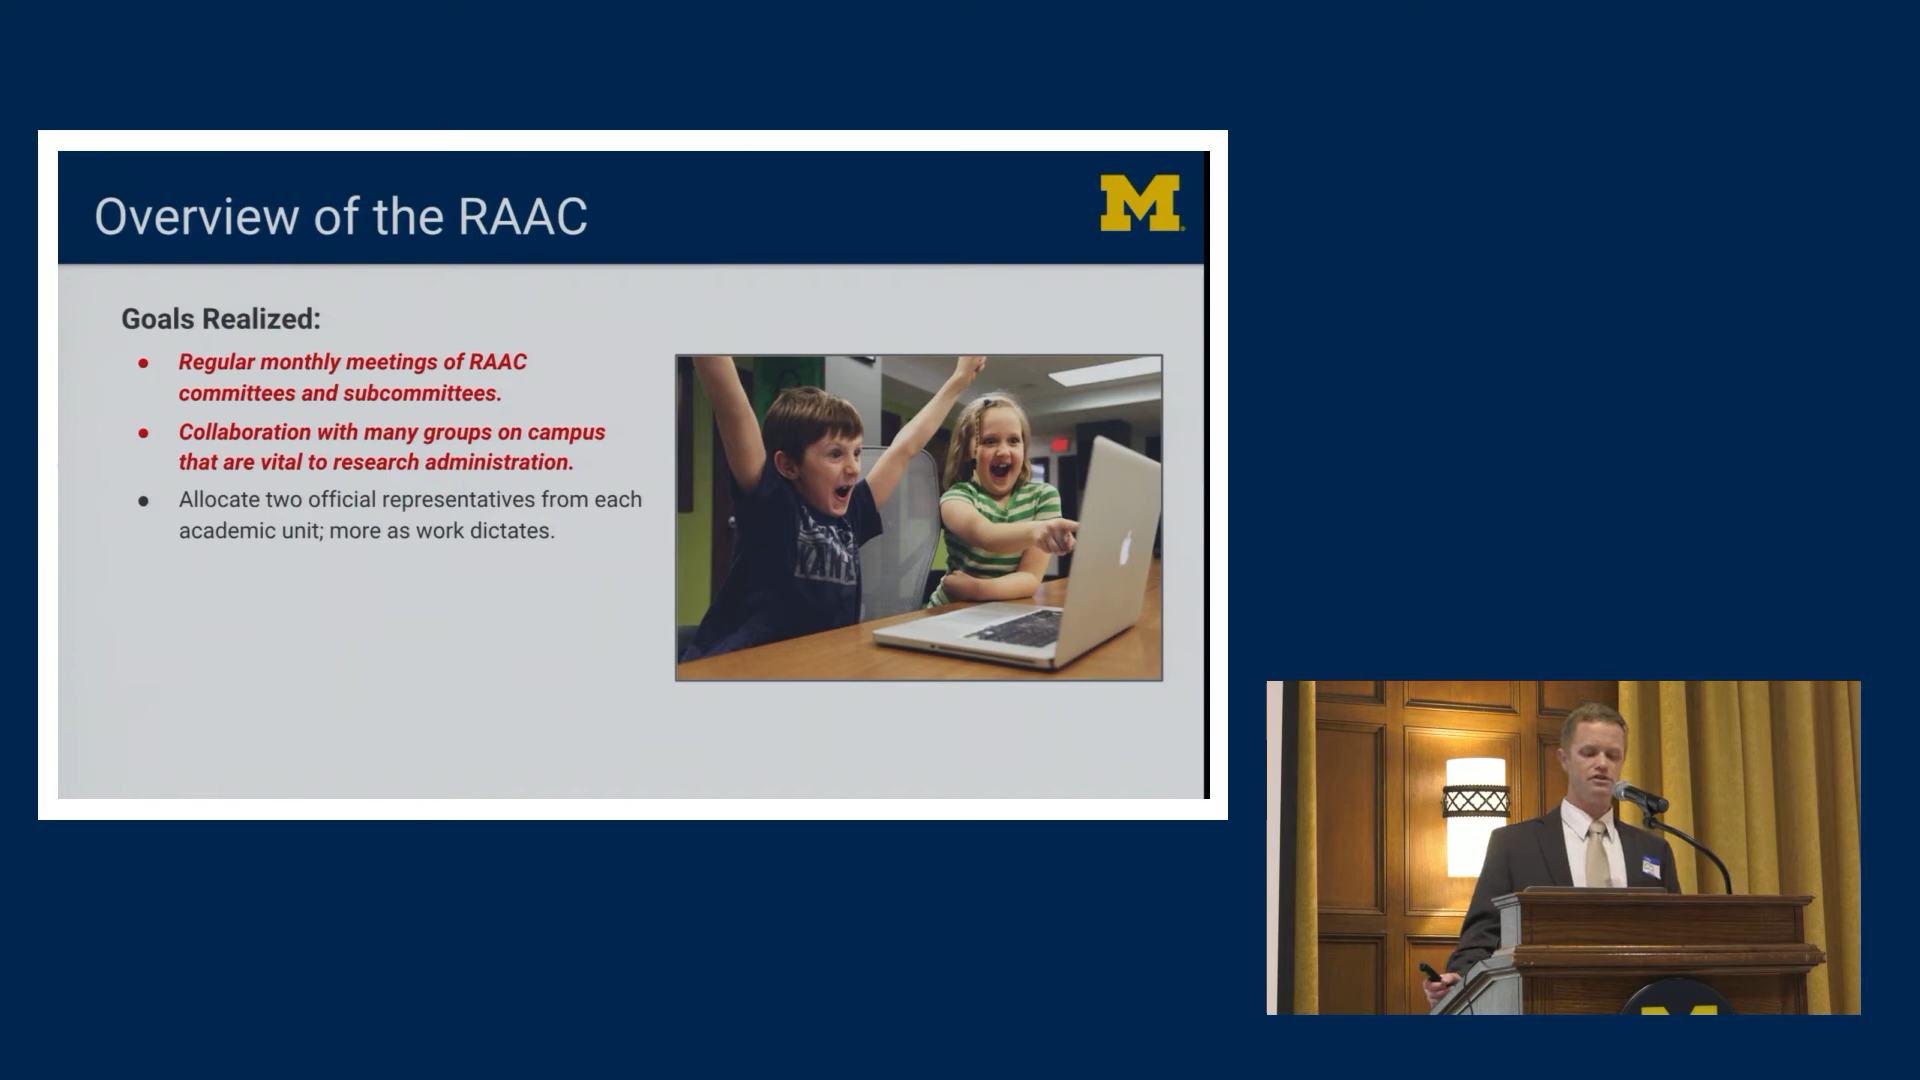 Overview of the RAAC
M
Goals Realized:
● Regular monthly meetings of RAAC
committees and subcommittees.
● Collaboration with many groups on campus
that are vital to research administration.
● Allocate two official representatives from each
academic unit; more as work dictates.
M